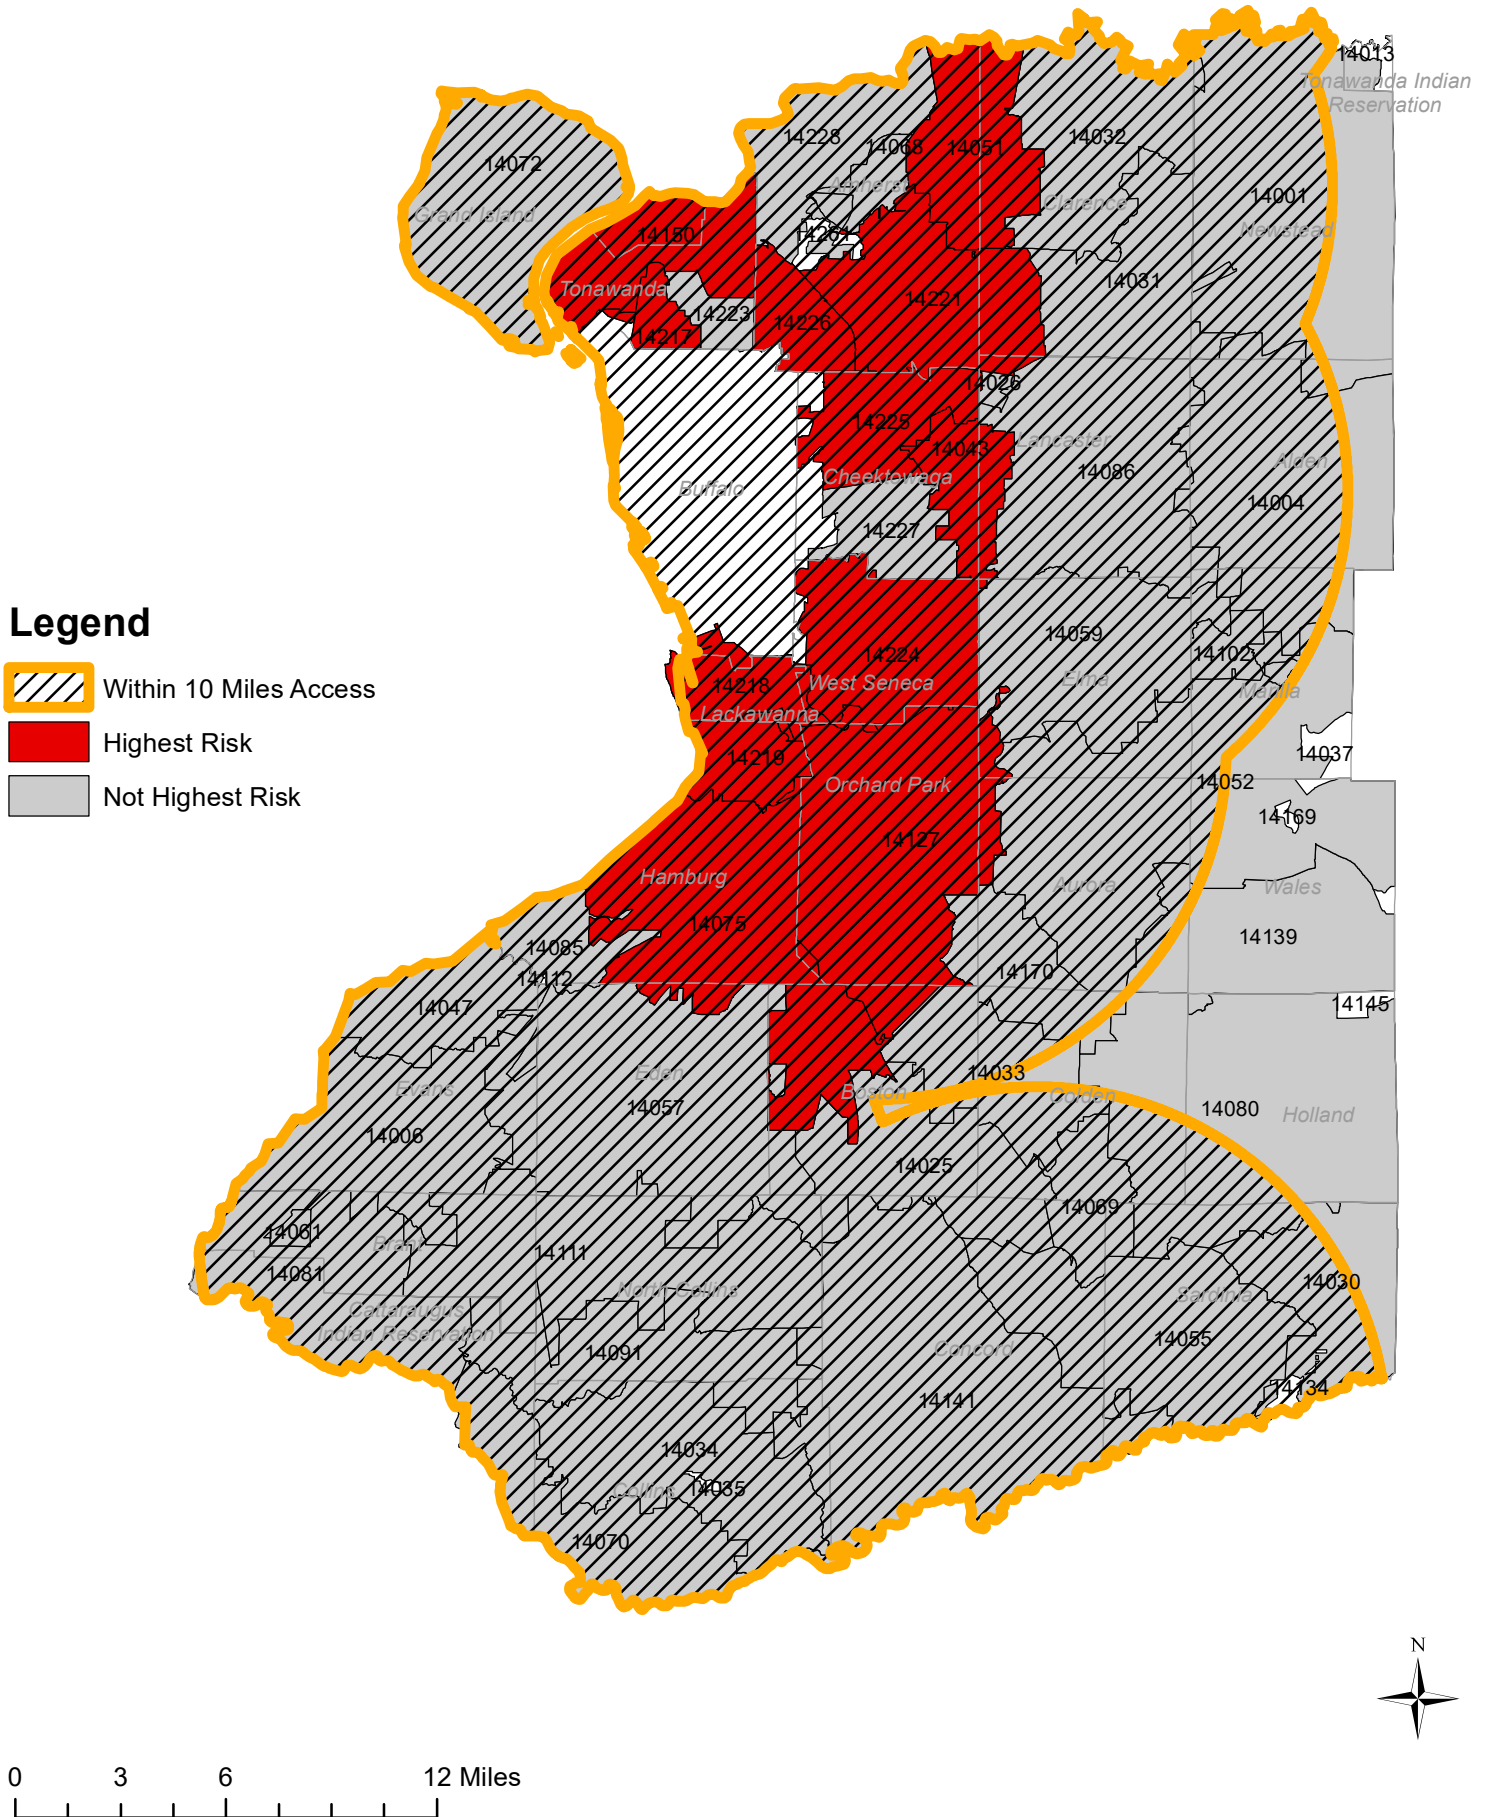 14013
Tonawanda Indian
Reservation
14228
14068
14051
14032
14072
Amherst
14001
Grand Island
Clarence
Newstead
14150
14261
14031
Tonawanda
14221
14223
14226
14217
14026
14225
Lancaster
14043
Alden
Cheektowaga
14086
Buffalo
14004
14227
Legend
Within 10 Miles Access
Highest Risk
Not Highest Risk
14059
14224
14102
Elma
West Seneca
14218
Marilla
Lackawanna
14219
14037
14052
Orchard Park
14169
14127
Hamburg
Aurora
Wales
14075
14139
14085
14170
14112
14047
14145
Eden
14033
Evans
Boston
Colden
14057
14080
Holland
14006
14025
14069
14061
Brant
14111
14081
North Collins
14030
Sardinia
Cattaraugus
Indian Reservation
14055
14091
Concord
14134
14141
14034
Collins
14035
14070
N
0 3 6 12 Miles